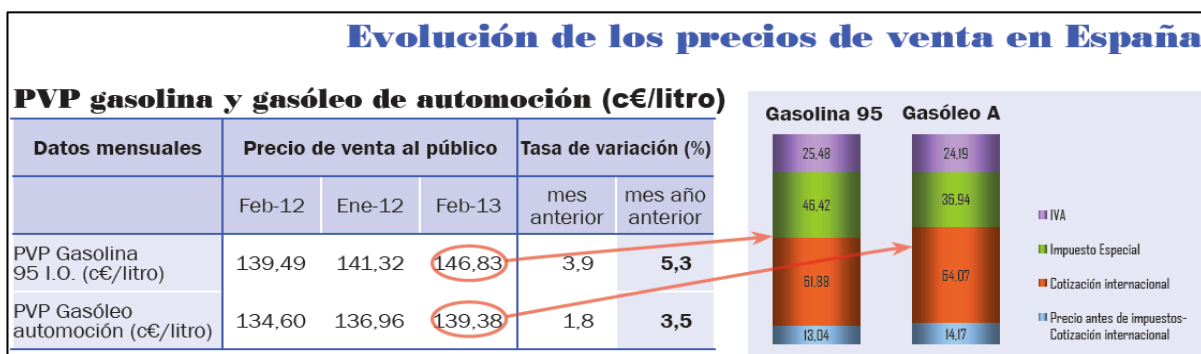 Evolución de los precios de venta en España
PVP gasolina y gasóleo de automoción (c€/litro)
Datos mensuales Precio de venta al público Tasa de variación (%)
Feb-12 Ene-12 Feb-13 mes anterior mes año anterior
PVP Gasolina
95 I.O. (c€/litro) 139,49 141,32 146,83 3,9 5,3
PVP Gasóleo
automoción (c€/litro) 134,60 136,96 139,38 1,8 3,5
Gasolina 95 Gasóleo A
25,48 24,19
46,42 36,94
61,88 64,07
13,04 14,17
IVA
Impuesto Especial
Cotización internacional
Precio antes de impuestos-
Cotización internacional